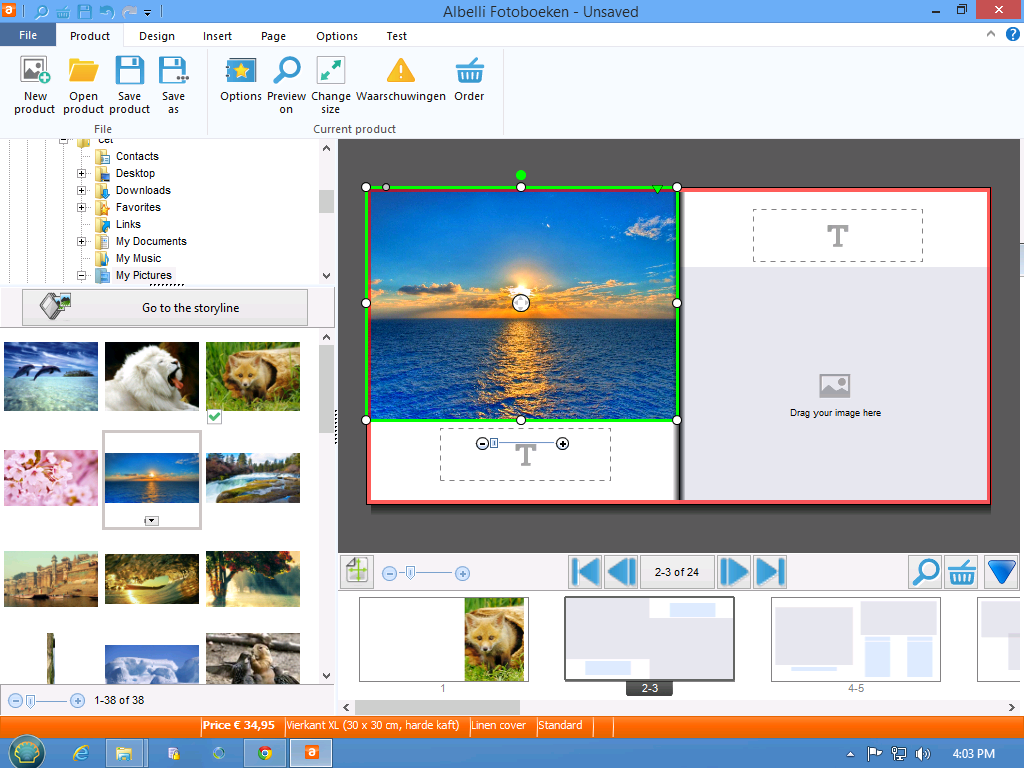 Albelli Fotoboeken - Unsaved
File
Product
Design
Insert
Page
Options
Test
New
product
Open
product
Save
product
Save
as
Options
Preview
on
Change
size
Waarschuwingen
Order
File
Current product
Cet
Contacts
Desktop
Downloads
Favorites
Links
My Documents
My Music
My Pictures
Go to the storyline
T
T
Drag your image here
2-3 of 24
1
2-3
4-5
1-38 of 38
Price € 34,95
Vierkant XL (30 x 30 cm, harde kaft)
Linen cover
Standard
4:03 PM